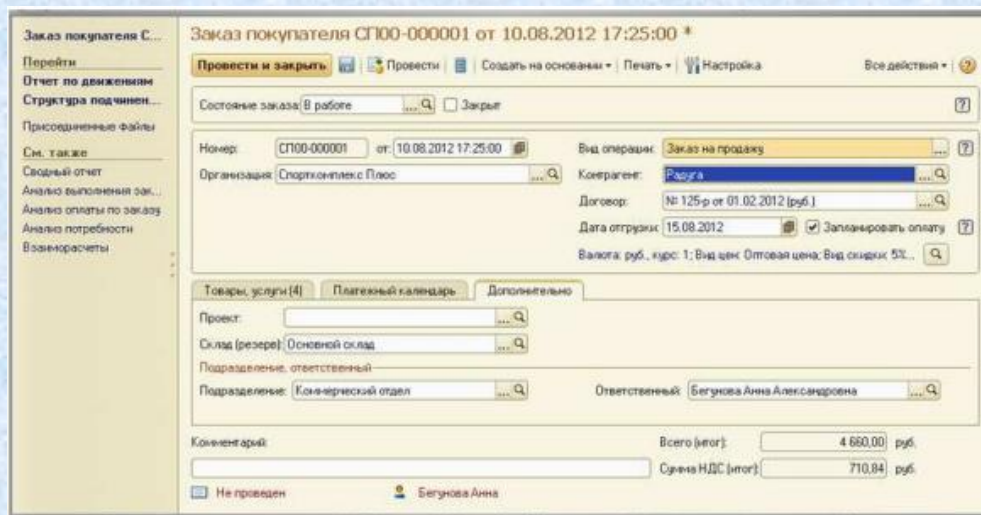 Заказ покупателя С...
Перейти
Отчет по движениям
Структура подчинен...
Присоединенные файлы
См. также
Сводный отчет
Анализ выполнения зак...
Анализ оплаты по заказу
Анализ потребности
Взаиморасчеты
Заказ покупателя СП00-000001 от 10.08.2012 17:25:00 *
Провести и закрыть Провести Создать на основании Печать Настройка Все действия ?
Состояние заказа: В работе ... Закрыт ?
Номер: СП00-000001 от: 10.08.2012 17:25:00 Вид операции: Заказ на продажу ... ?
Организация: Спорткомплекс Плюс ... Контрагент: Радуга ...
Договор: № 125-р от 01.02.2012 (руб.) ...
Дата отгрузки: 15.08.2012 Запланировать оплату ?
Валюта: руб., курс: 1; Вид цен: Оптовая цена; Вид скидки: 5%...
Товары, услуги (4) Платежный календарь Дополнительно
Проект: ...
Склад (резерв): Основной склад ...
Подразделение, ответственный
Подразделение: Коммерческий отдел ... Ответственный: Бегунова Анна Александровна ...
Комментарий: Всего (итог): 4 660,00 руб.
Сумма НДС (итог): 710,84 руб.
Не проведен Бегунова Анна